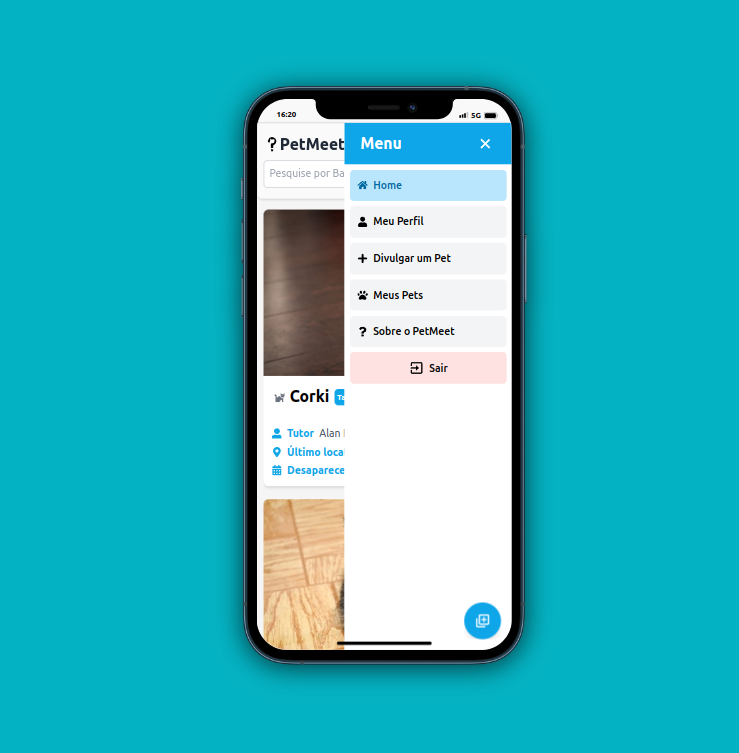 16:20
5G
PetMeet
Menu
Pesquise por Ba
Home
Meu Perfil
Divulgar um Pet
Meus Pets
Sobre o PetMeet
Sair
Corki
Tutor Alan
Último loca
Desaparece